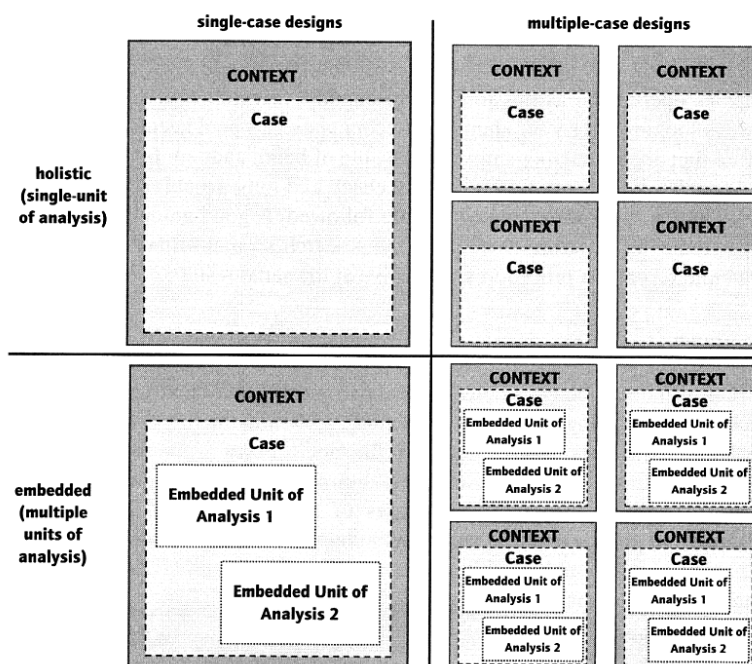 single-case designs
multiple-case designs
holistic
(single-unit
of analysis)
CONTEXT
Case
CONTEXT
Case
CONTEXT
Case
CONTEXT
Case
CONTEXT
Case
embedded
(multiple
units of
analysis)
CONTEXT
Case
Embedded Unit of
Analysis 1
Embedded Unit of
Analysis 2
CONTEXT
Case
Embedded Unit of
Analysis 1
Embedded Unit of
Analysis 2
CONTEXT
Case
Embedded Unit of
Analysis 1
Embedded Unit of
Analysis 2
CONTEXT
Case
Embedded Unit of
Analysis 1
Embedded Unit of
Analysis 2
CONTEXT
Case
Embedded Unit of
Analysis 1
Embedded Unit of
Analysis 2